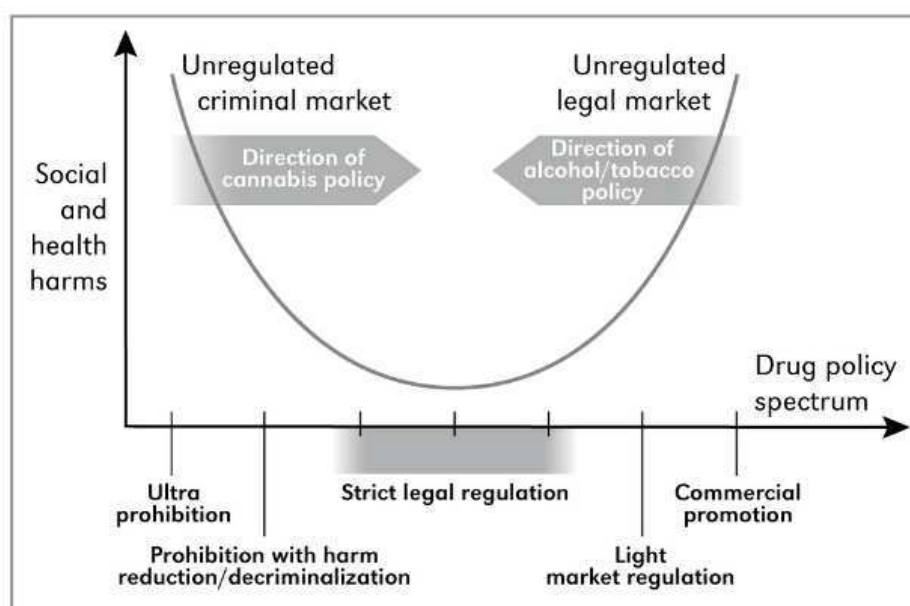 Unregulated
criminal market
Unregulated
legal market
Direction of
cannabis policy
Direction of
alcohol/tobacco
policy
Social
and
health
harms
Drug policy
spectrum
Ultra
prohibition
Strict legal regulation
Commercial
promotion
Prohibition with harm
reduction/decriminalization
Light
market regulation